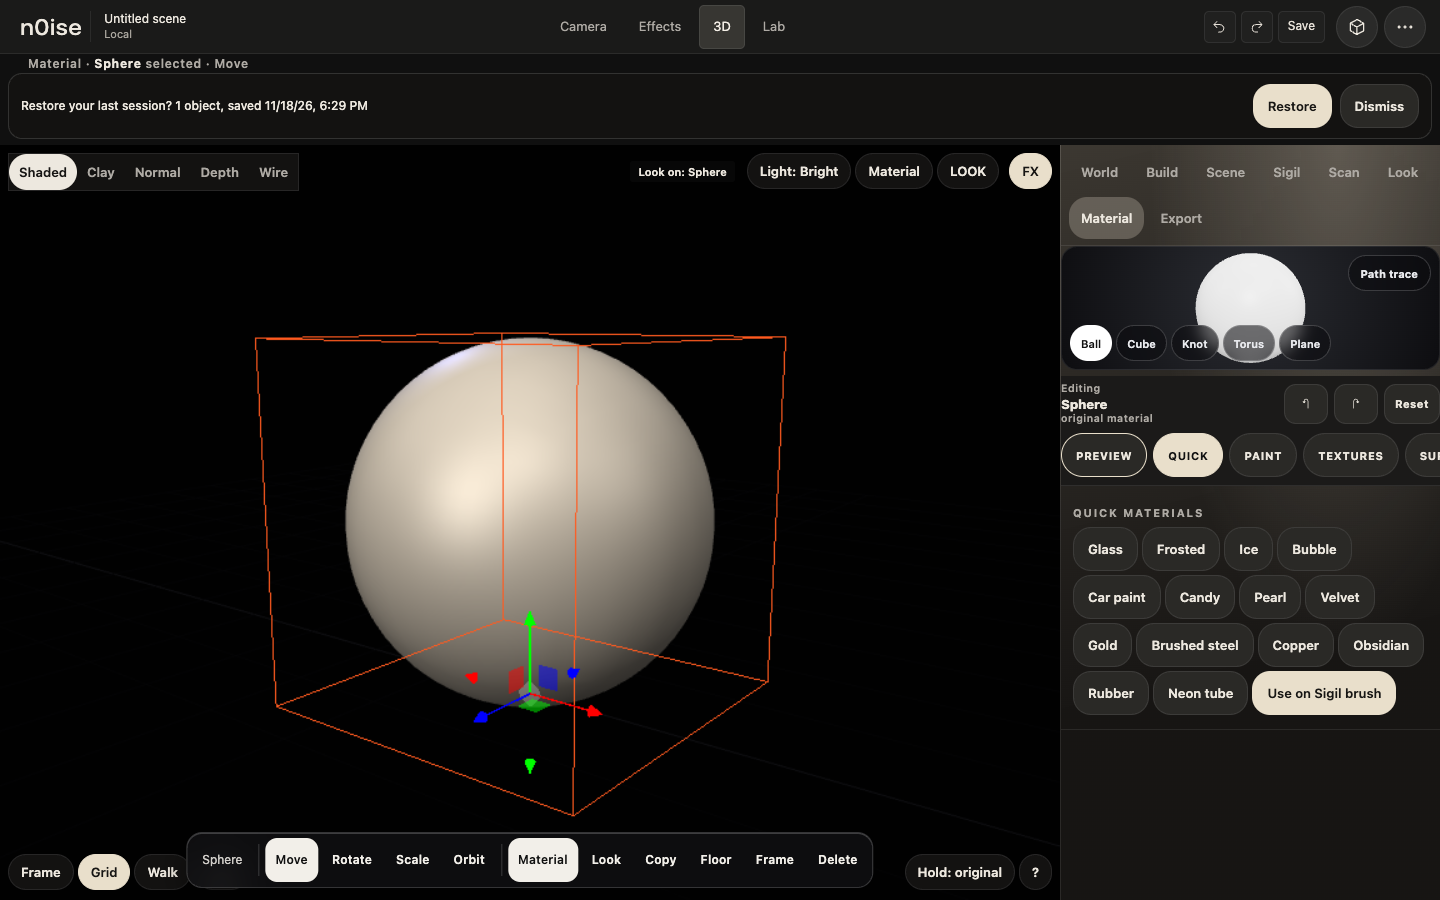 n0ise
Untitled scene
Local
Camera Effects 3D Lab
Save
Material · Sphere selected · Move
Restore your last session? 1 object, saved 11/18/26, 6:29 PM
Restore Dismiss
Shaded Clay Normal Depth Wire
Look on: Sphere Light: Bright Material LOOK FX
World Build Scene Sigil Scan Look
Material Export
Path trace
Ball Cube Knot Torus Plane
Editing
Sphere
original material
Reset
PREVIEW QUICK PAINT TEXTURES SU
QUICK MATERIALS
Glass Frosted Ice Bubble
Car paint Candy Pearl Velvet
Gold Brushed steel Copper Obsidian
Rubber Neon tube Use on Sigil brush
Frame Grid Walk
Sphere Move Rotate Scale Orbit Material Look Copy Floor Frame Delete
Hold: original ?